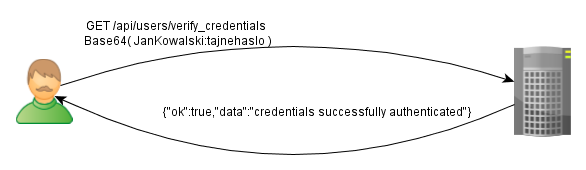 GET /api/users/verify_credentials
Base64( JanKowalski:tajnehaslo )
{"ok":true,"data":"credentials successfully authenticated"}